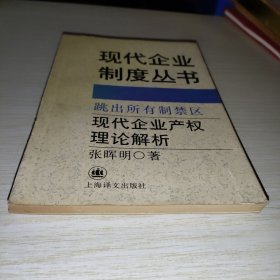 现代企业
制度丛书
跳出所有制禁区
现代企业产权
理论解析
张晖明○著
上海译文出版社